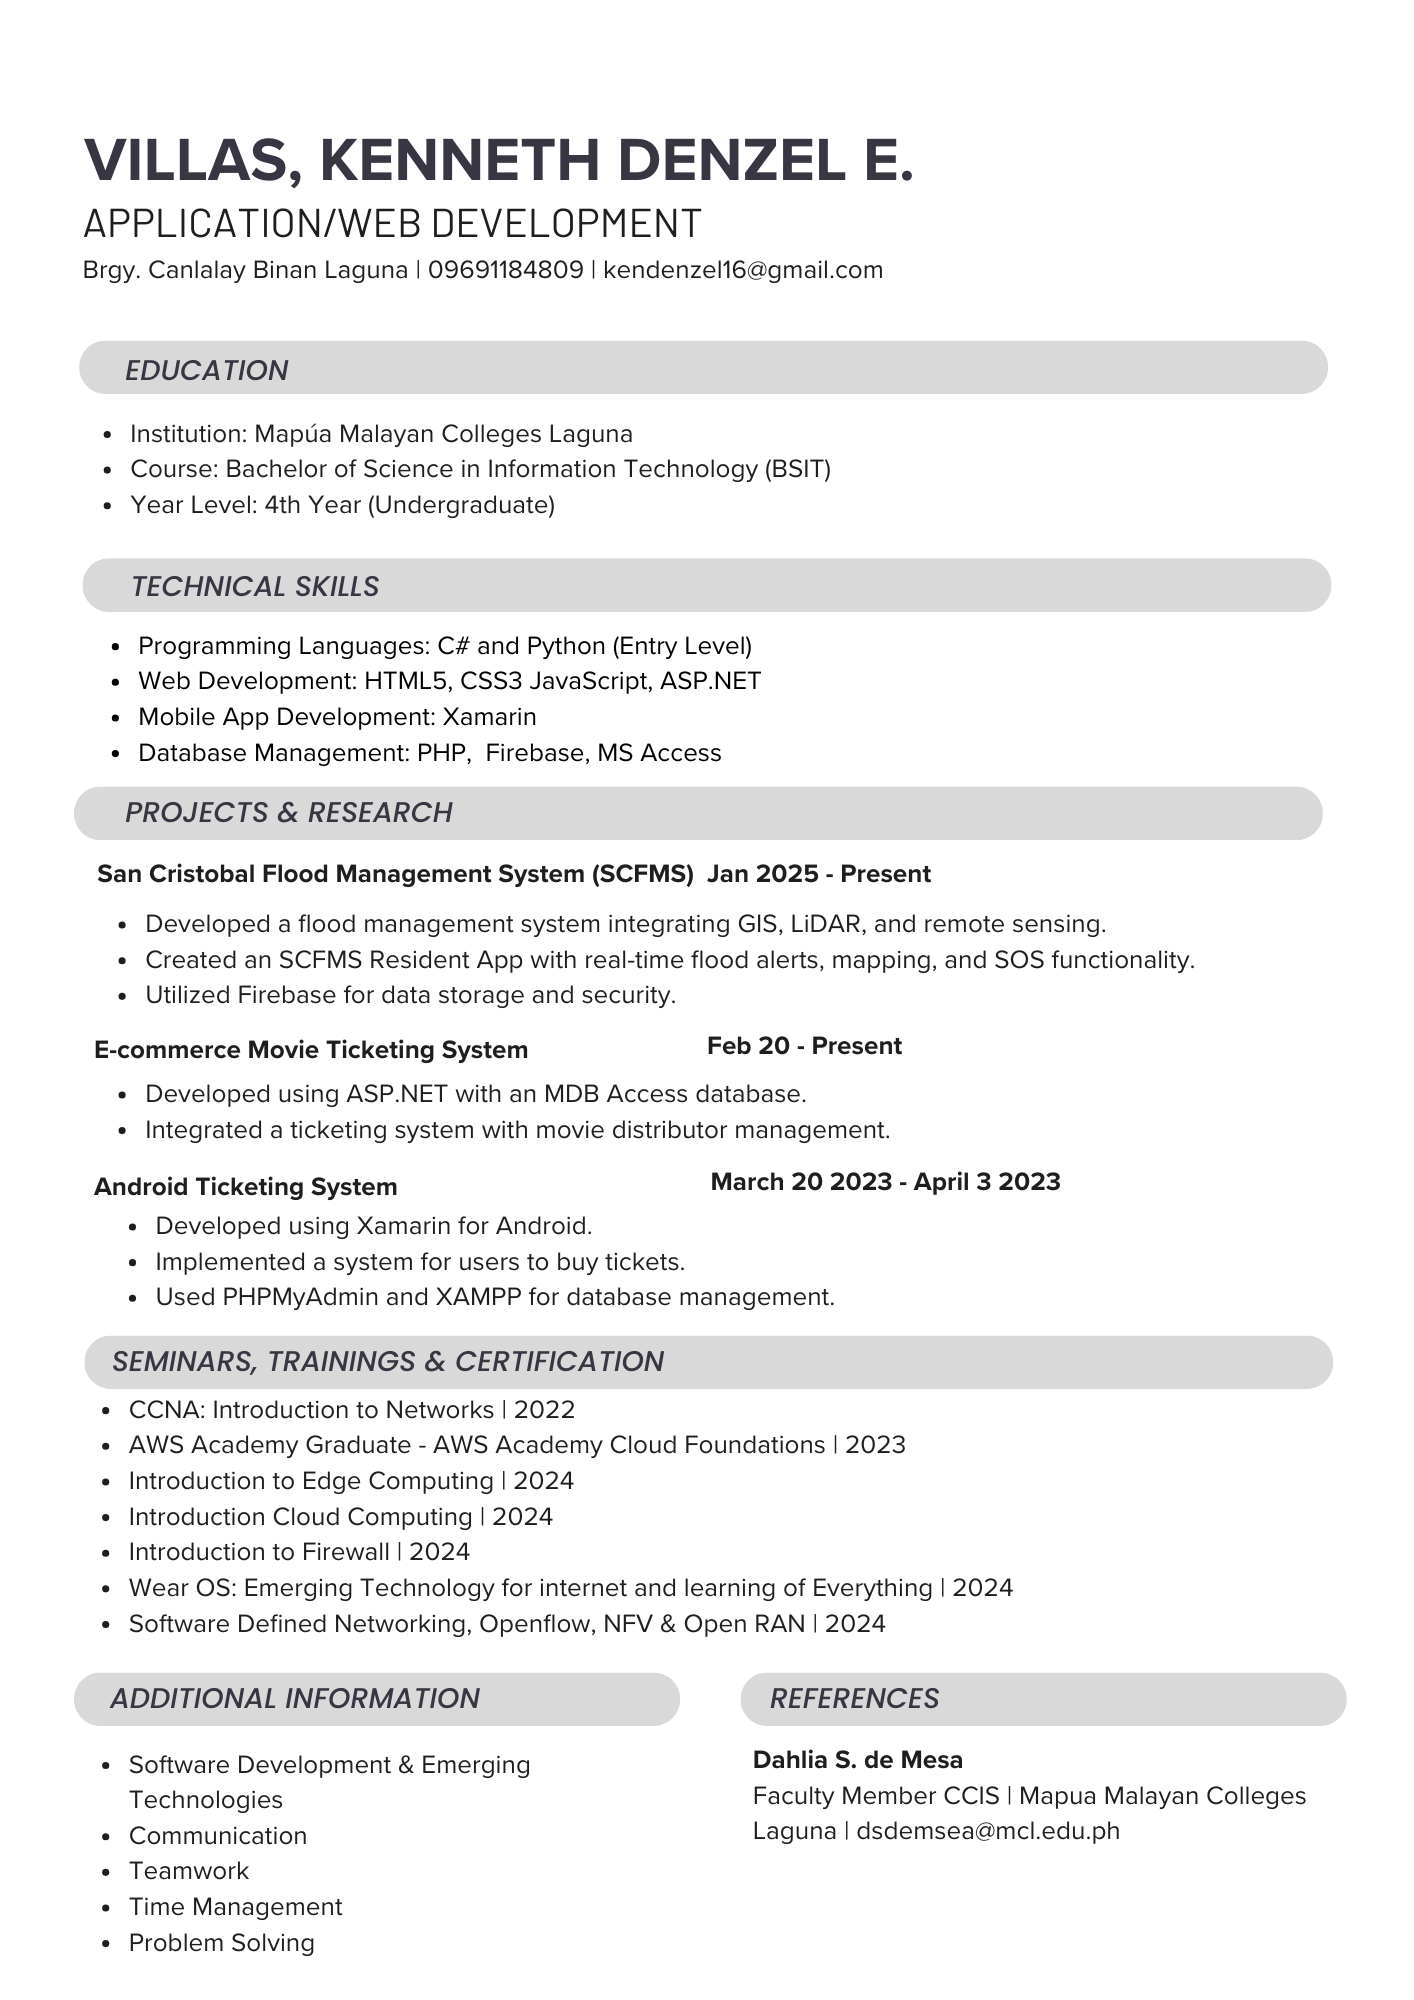 VILLAS, KENNETH DENZEL E.
APPLICATION/WEB DEVELOPMENT
Brgy. Canlalay Binan Laguna | 09691184809 | kendenzel16@gmail.com
EDUCATION
• Institution: Mapúa Malayan Colleges Laguna
• Course: Bachelor of Science in Information Technology (BSIT)
• Year Level: 4th Year (Undergraduate)
TECHNICAL SKILLS
• Programming Languages: C# and Python (Entry Level)
• Web Development: HTML5, CSS3 JavaScript, ASP.NET
• Mobile App Development: Xamarin
• Database Management: PHP,  Firebase, MS Access
PROJECTS & RESEARCH
San Cristobal Flood Management System (SCFMS)  Jan 2025 - Present
• Developed a flood management system integrating GIS, LiDAR, and remote sensing.
• Created an SCFMS Resident App with real-time flood alerts, mapping, and SOS functionality.
• Utilized Firebase for data storage and security.
E-commerce Movie Ticketing System Feb 20 - Present
• Developed using ASP.NET with an MDB Access database.
• Integrated a ticketing system with movie distributor management.
Android Ticketing System March 20 2023 - April 3 2023
• Developed using Xamarin for Android.
• Implemented a system for users to buy tickets.
• Used PHPMyAdmin and XAMPP for database management.
SEMINARS, TRAININGS & CERTIFICATION
• CCNA: Introduction to Networks | 2022
• AWS Academy Graduate - AWS Academy Cloud Foundations | 2023
• Introduction to Edge Computing | 2024
• Introduction Cloud Computing | 2024
• Introduction to Firewall | 2024
• Wear OS: Emerging Technology for internet and learning of Everything | 2024
• Software Defined Networking, Openflow, NFV & Open RAN | 2024
ADDITIONAL INFORMATION
• Software Development & Emerging
Technologies
• Communication
• Teamwork
• Time Management
• Problem Solving
REFERENCES
Dahlia S. de Mesa
Faculty Member CCIS | Mapua Malayan Colleges
Laguna | dsdemsea@mcl.edu.ph